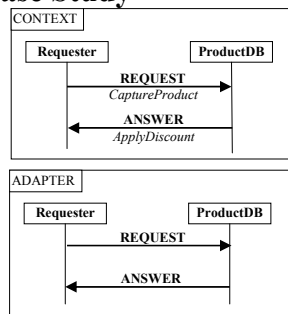 CONTEXT
Requester ProductDB
REQUEST
CaptureProduct
ANSWER
ApplyDiscount
ADAPTER
Requester ProductDB
REQUEST
ANSWER